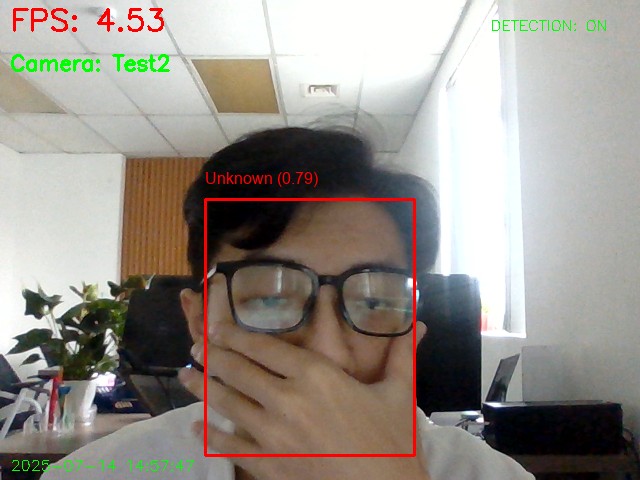 FPS: 4.53
DETECTION: ON
Camera: Test2
Unknown (0.79)
2025-07-14 14:57:47